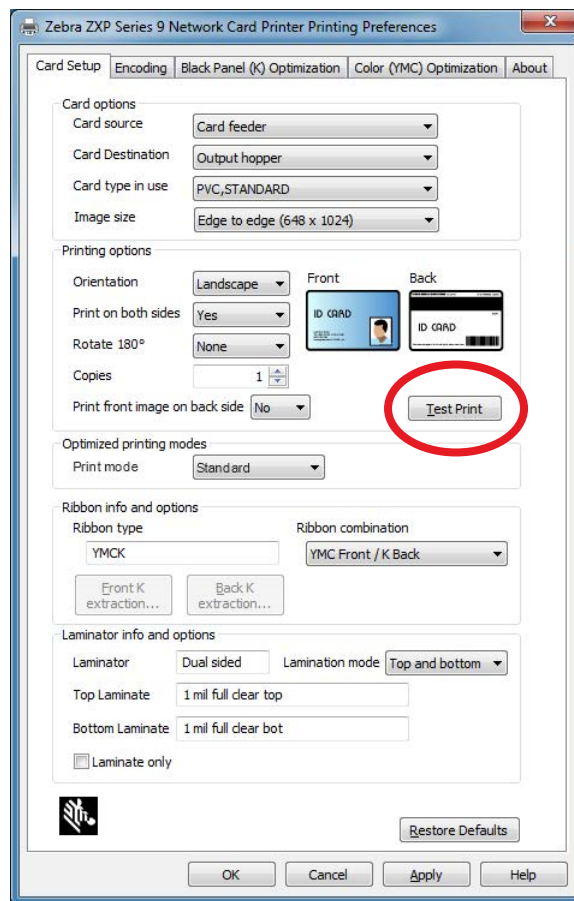 Zebra ZXP Series 9 Network Card Printer Printing Preferences
Card Setup Encoding Black Panel (K) Optimization Color (YMC) Optimization About
Card options
Card source Card feeder
Card Destination Output hopper
Card type in use PVC,STANDARD
Image size Edge to edge (648 x 1024)
Printing options
Orientation Landscape Front Back
Print on both sides Yes ID CARD ID CARD
Rotate 180° None
Copies 1
Print front image on back side No Test Print
Optimized printing modes
Print mode Standard
Ribbon info and options
Ribbon type Ribbon combination
YMCK YMC Front / K Back
Front K extraction... Back K extraction...
Laminator info and options
Laminator Dual sided Lamination mode Top and bottom
Top Laminate 1 mil full clear top
Bottom Laminate 1 mil full clear bot
Laminate only
Restore Defaults
OK Cancel Apply Help